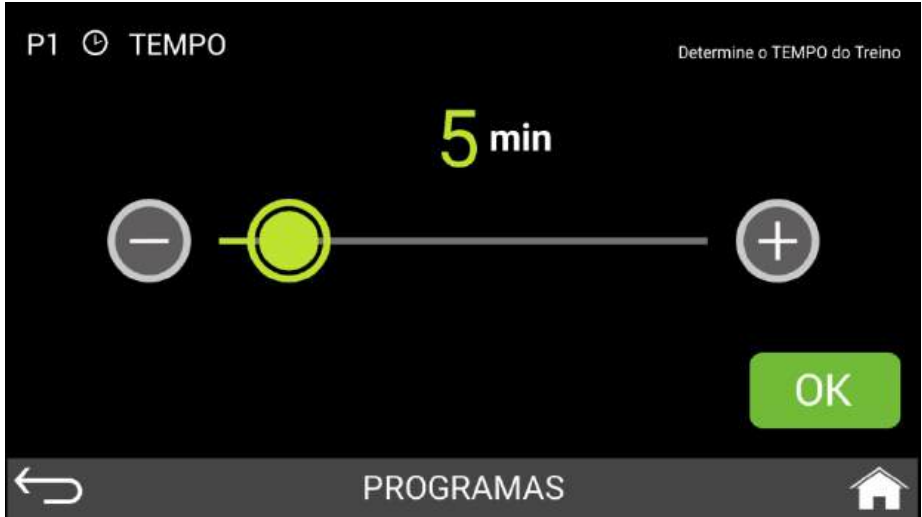 P1 TEMPO
Determine o TEMPO do Treino
5 min
OK
PROGRAMAS